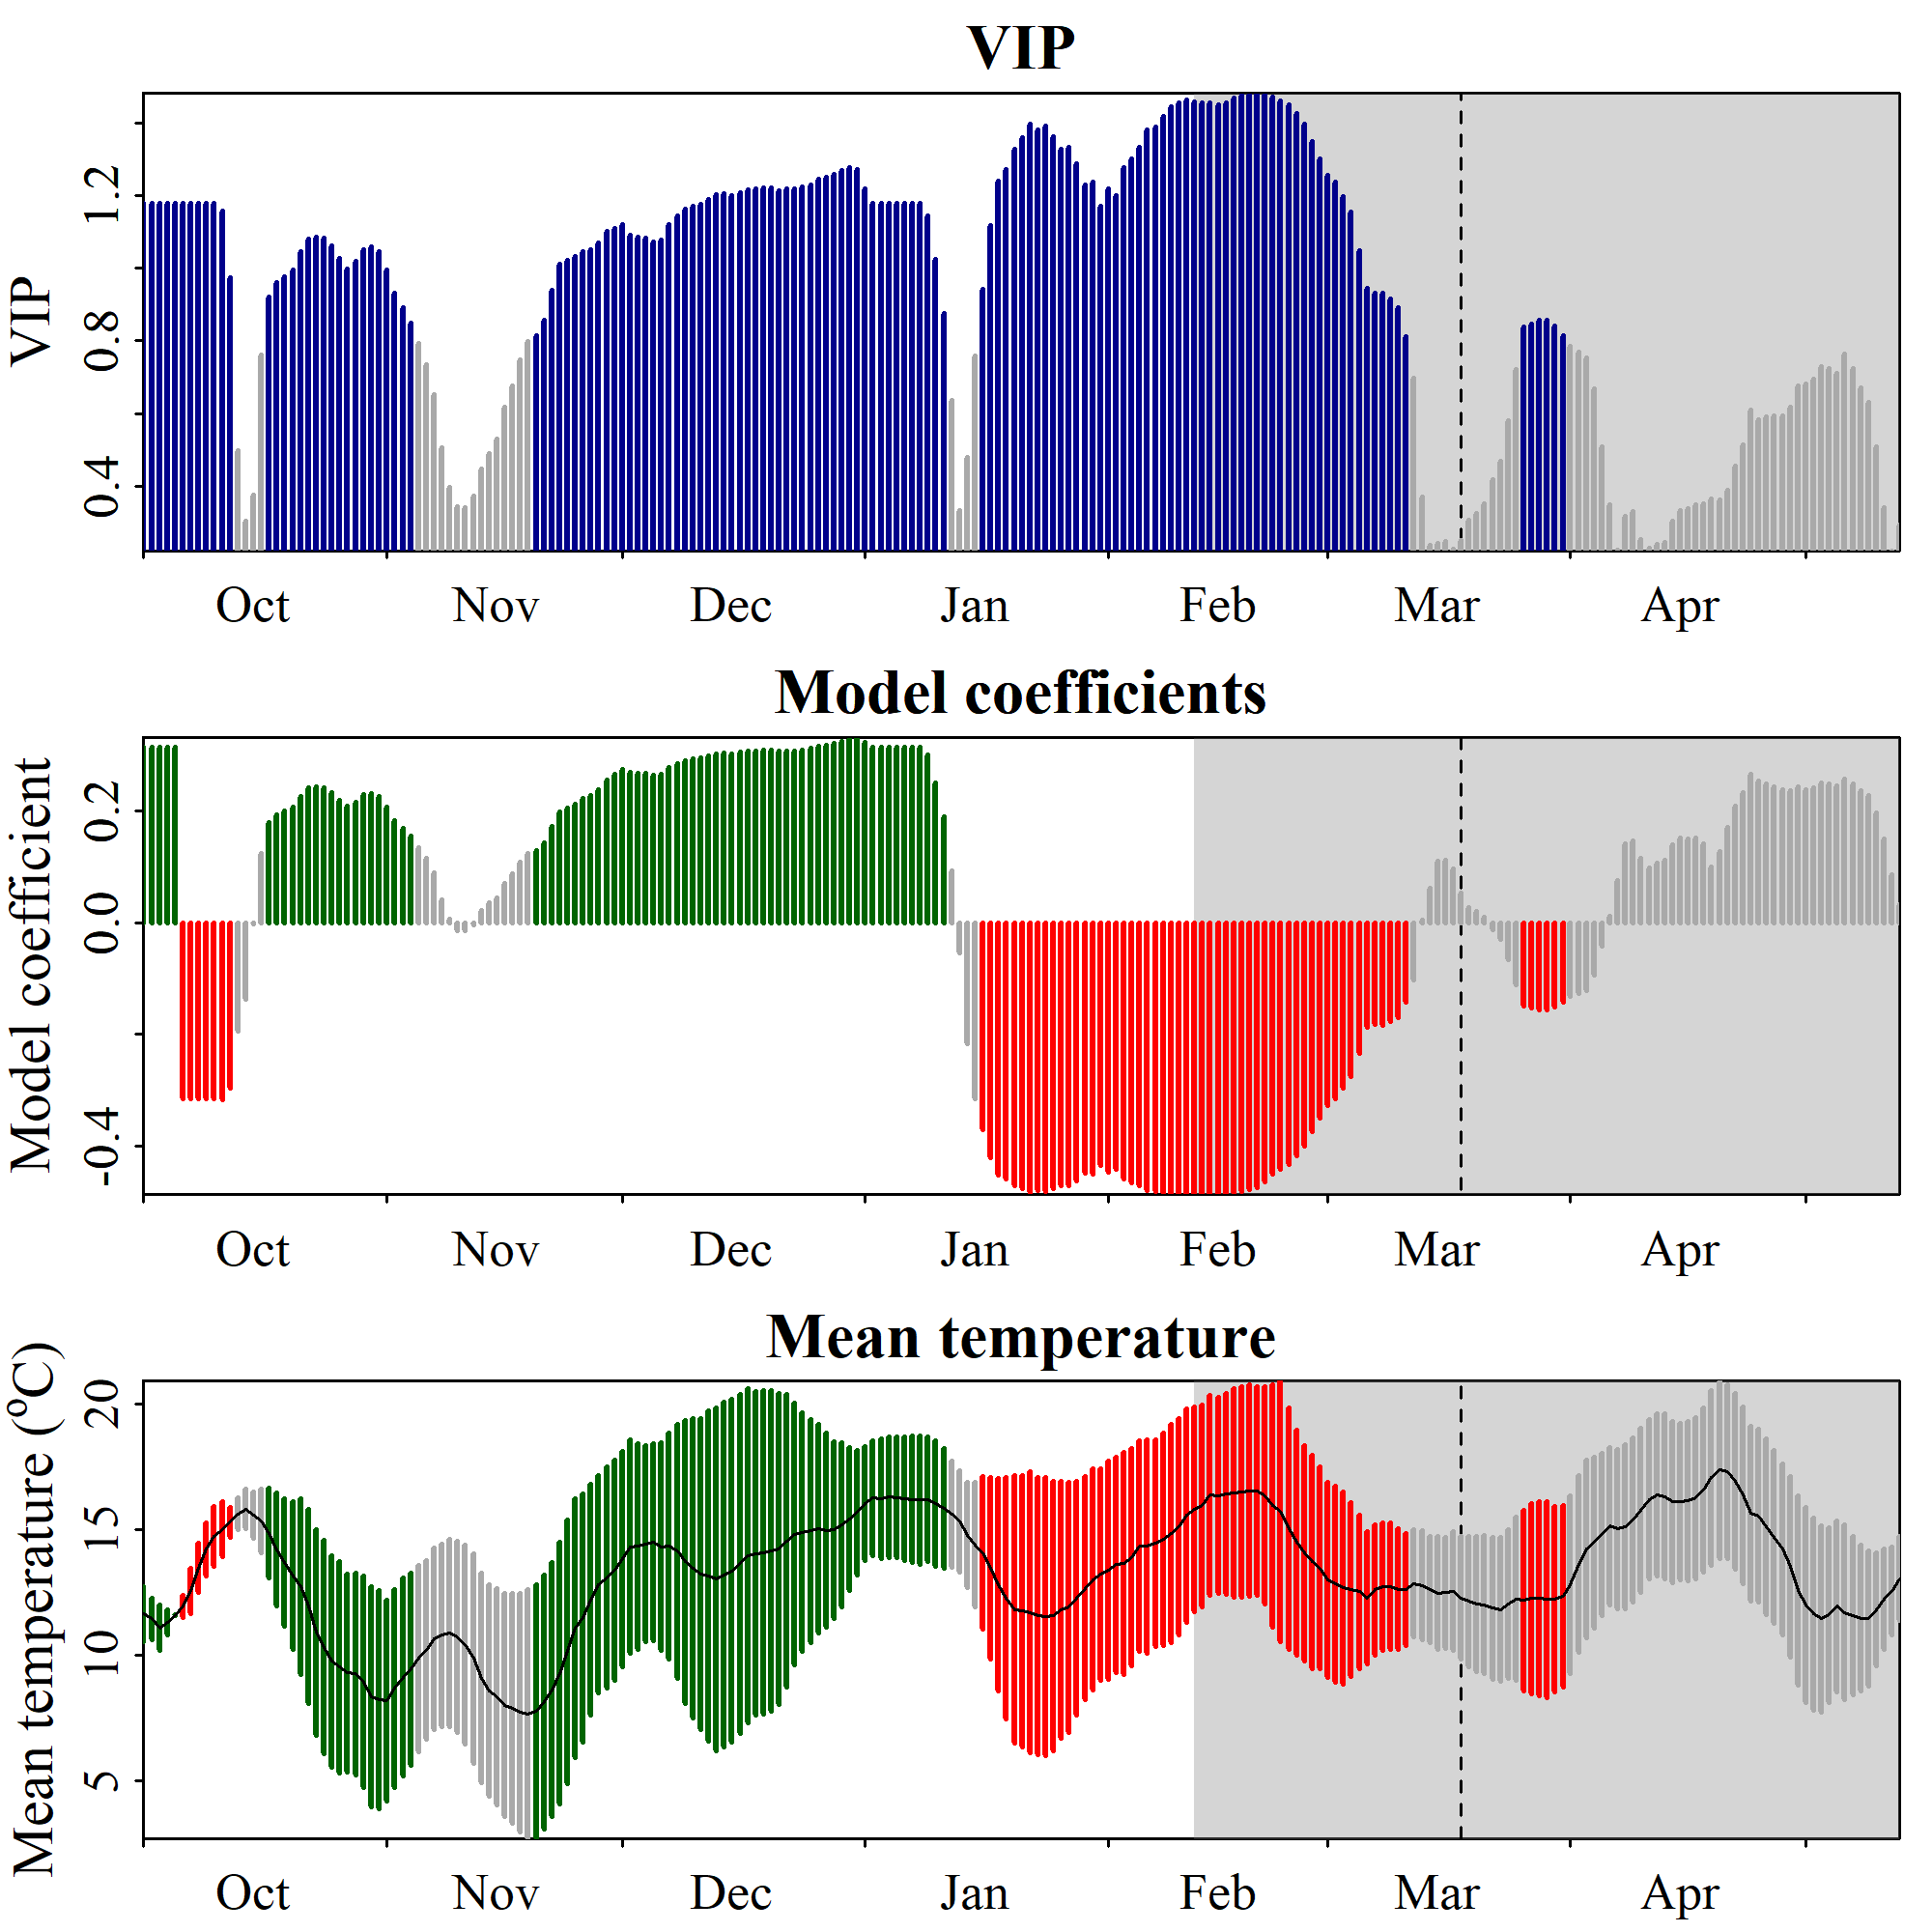 VIP
VIP
0.4 0.8 1.2
Oct Nov Dec Jan Feb Mar Apr
Model coefficients
Model coefficient
-0.4 0.0 0.2
Oct Nov Dec Jan Feb Mar Apr
Mean temperature
Mean temperature (ºC)
5 10 15 20
Oct Nov Dec Jan Feb Mar Apr